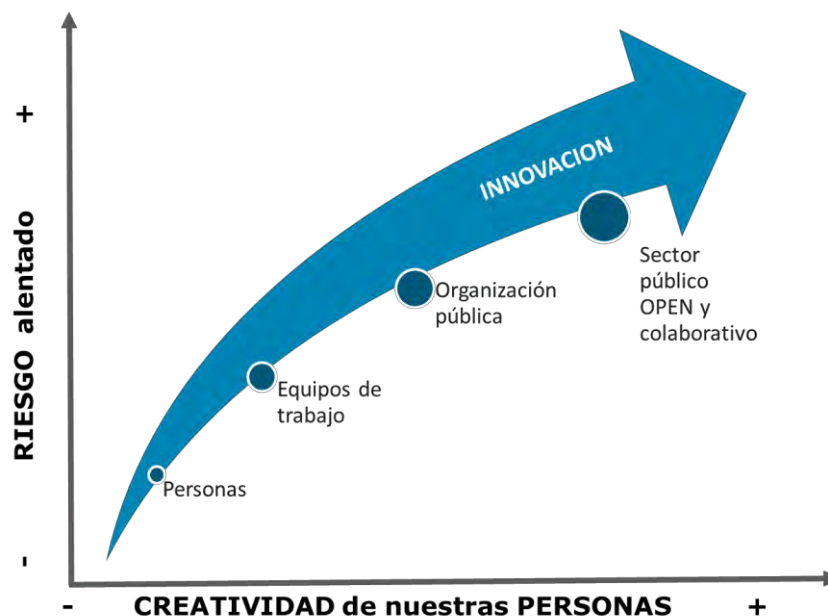 +
RIESGO alentado
-
INNOVACION
Sector
público
OPEN y
colaborativo
Organización
pública
Equipos de
trabajo
Personas
- CREATIVIDAD de nuestras PERSONAS +